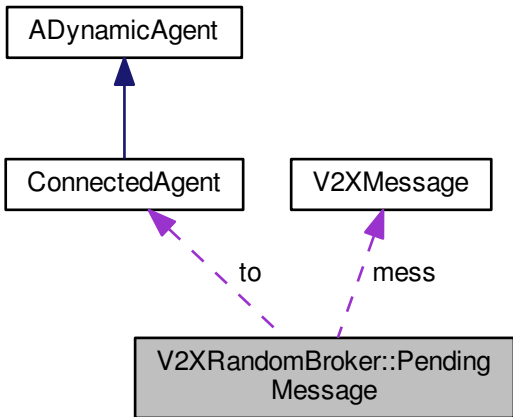 ADynamicAgent
ConnectedAgent
V2XMessage
to
mess
V2XRandomBroker::Pending
Message